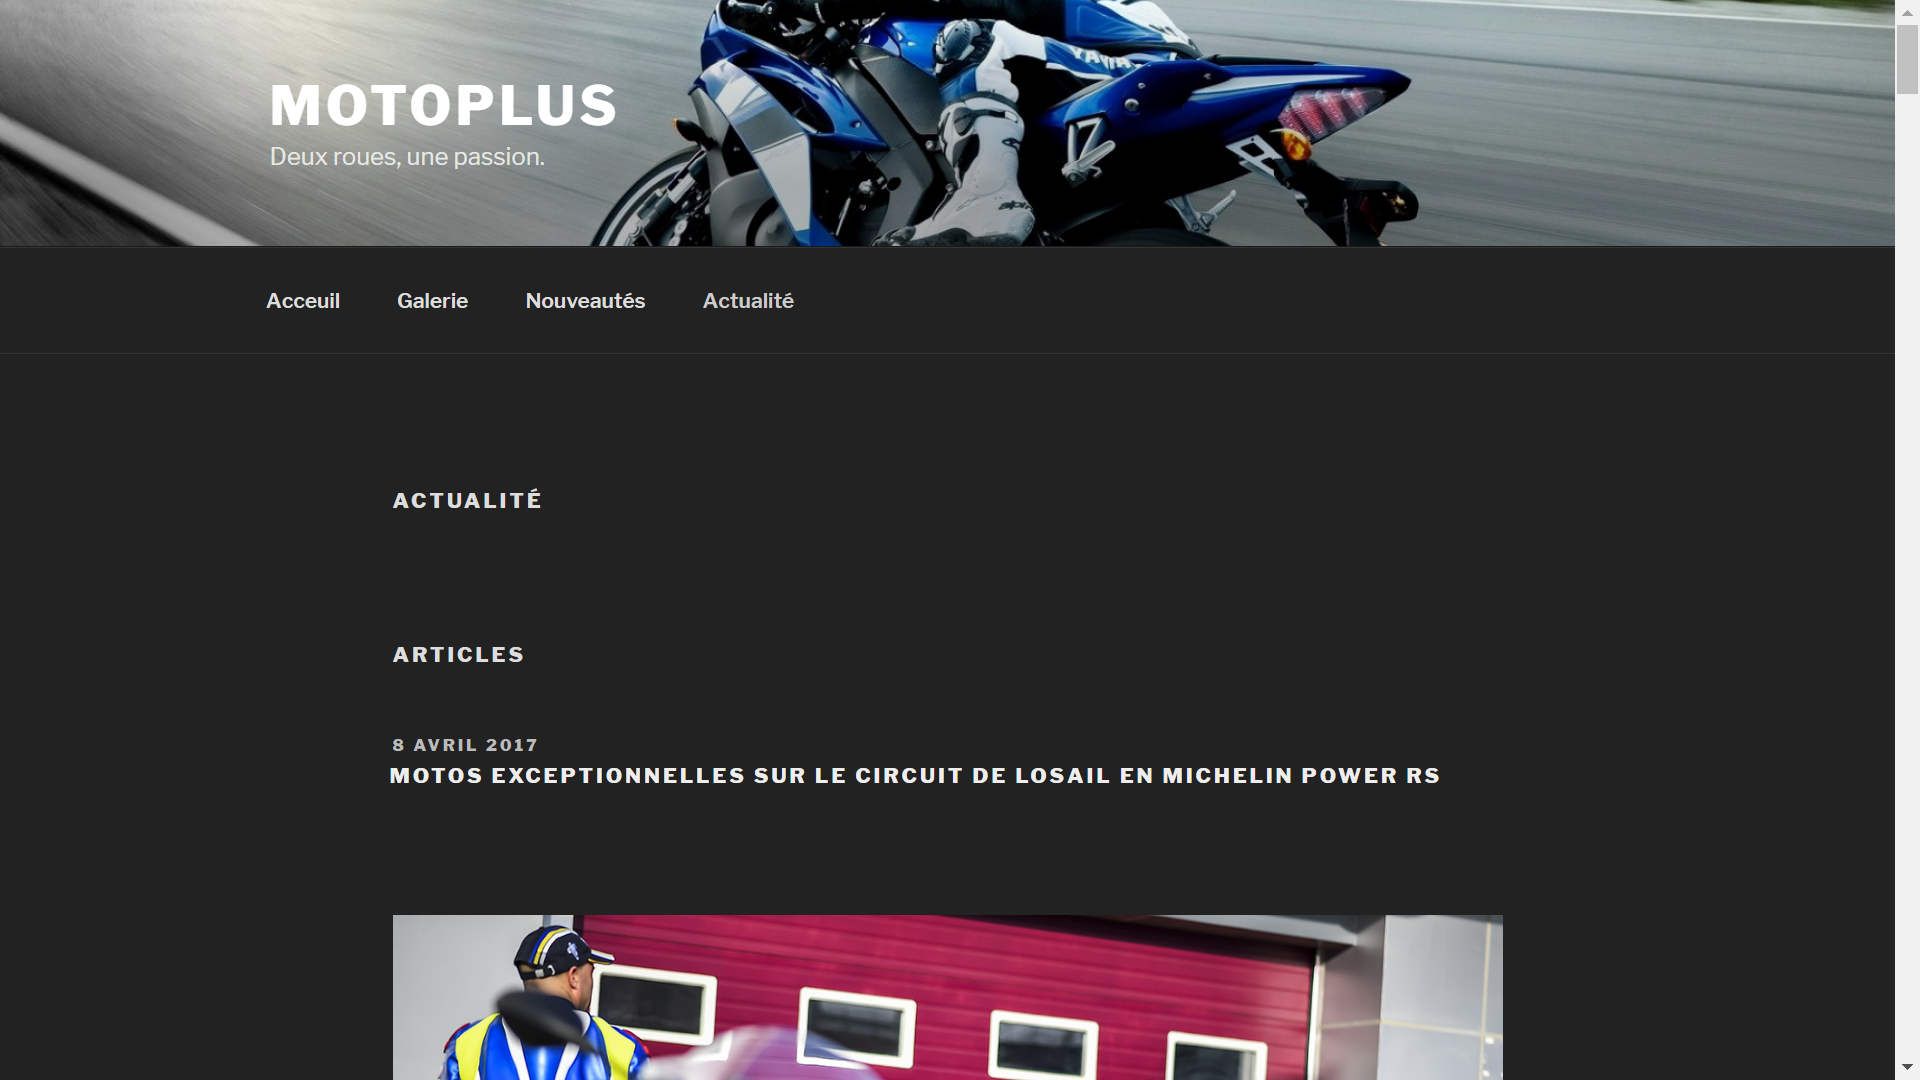 MOTOPLUS
Deux roues, une passion.
YAMAHA
Acceuil
Galerie
Nouveautés
Actualité
ACTUALITÉ
ARTICLES
8 AVRIL 2017
MOTOS EXCEPTIONNELLES SUR LE CIRCUIT DE LOSAIL EN MICHELIN POWER RS